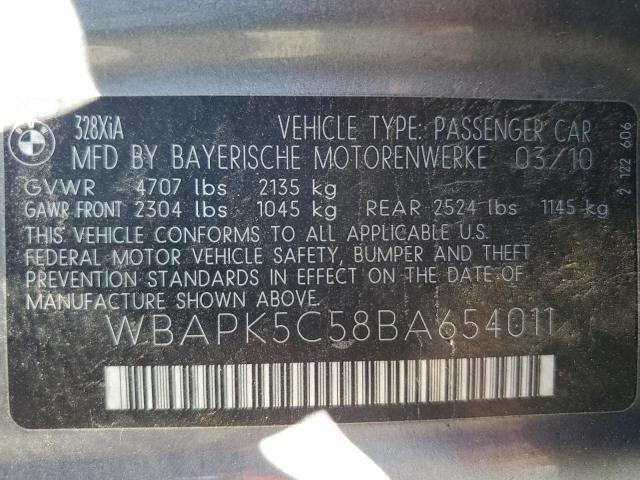 BMW
328XiA VEHICLE TYPE: PASSENGER CAR
MFD BY BAYERISCHE MOTORENWERKE 03/10
GVWR 4707 lbs 2135 kg
GAWR FRONT 2304 lbs 1045 kg REAR 2524 lbs 1145 kg
THIS VEHICLE CONFORMS TO ALL APPLICABLE U.S.
FEDERAL MOTOR VEHICLE SAFETY, BUMPER AND THEFT
PREVENTION STANDARDS IN EFFECT ON THE DATE OF
MANUFACTURE SHOWN ABOVE.
WBAPK5C58BA654011
2 122 606